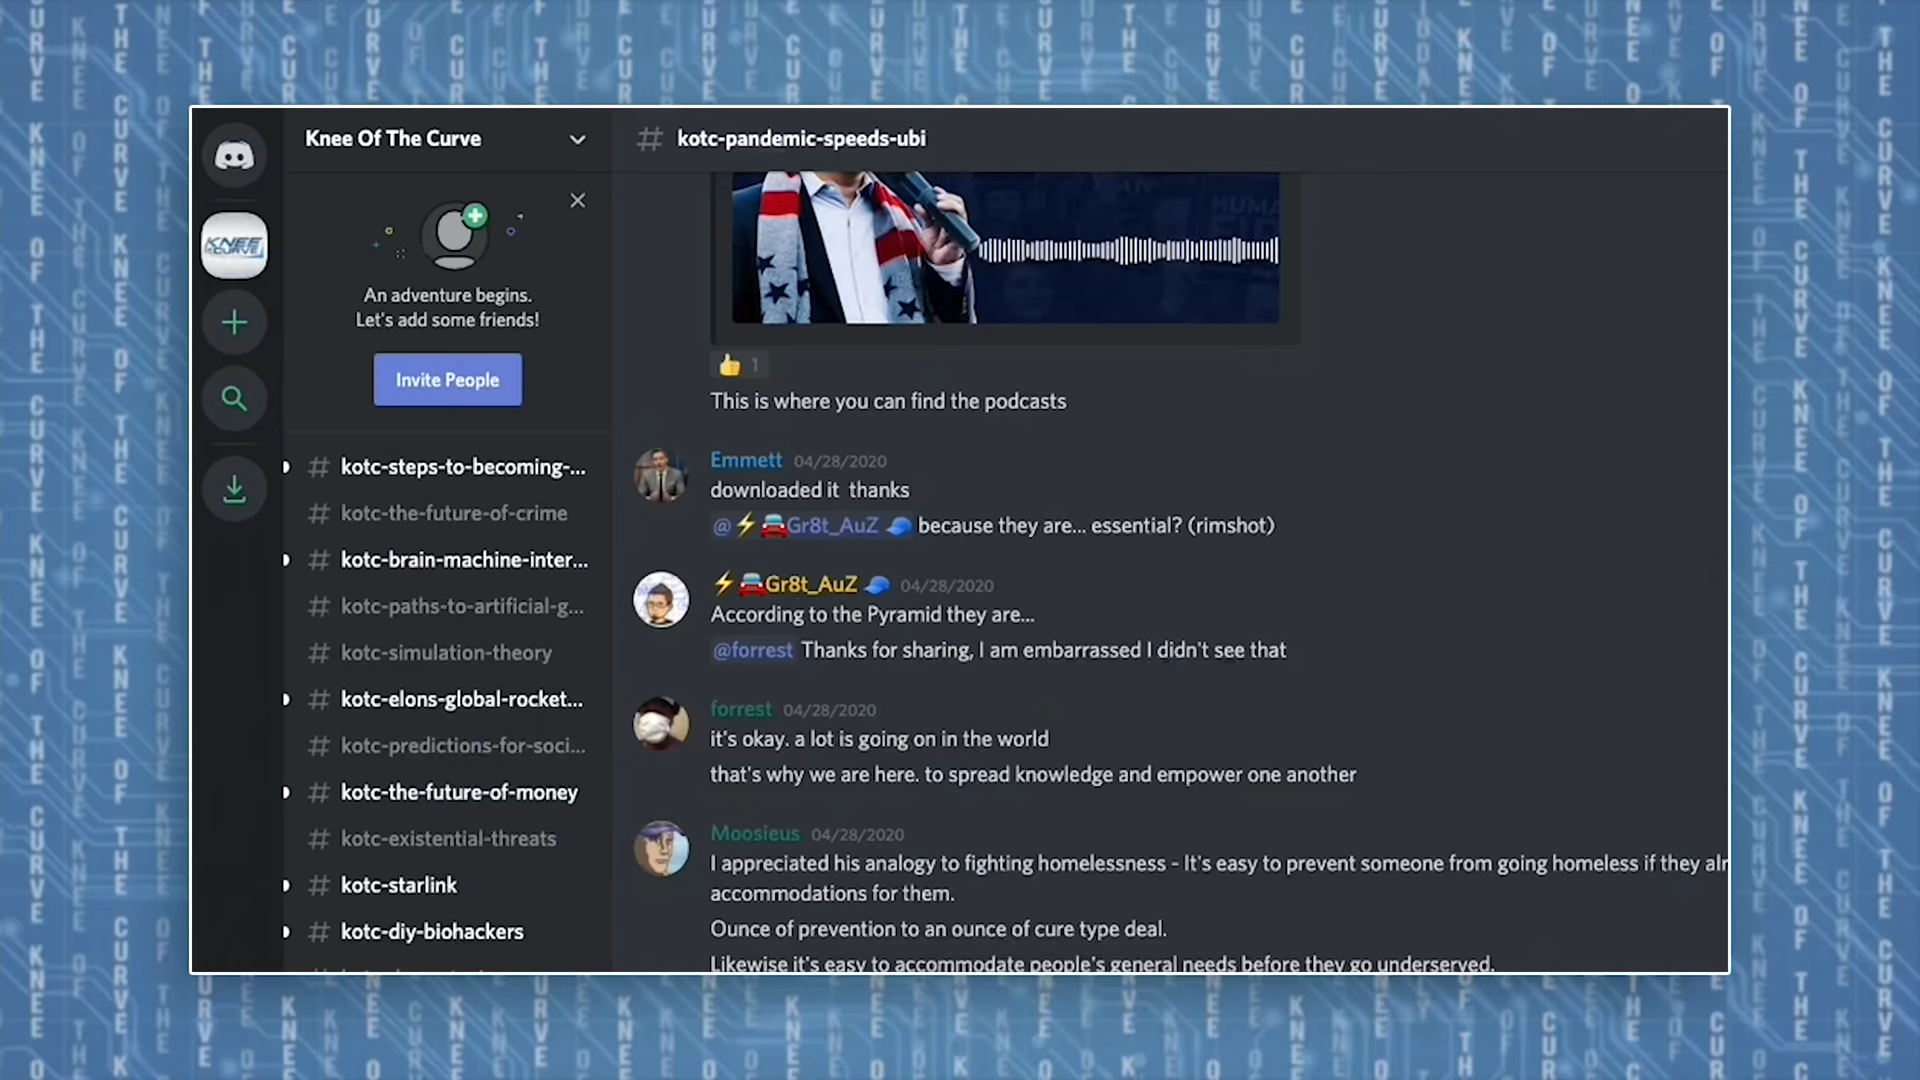 Knee Of The Curve
KNEE
CURVE
An adventure begins.
Let's add some friends!
Invite People
# kotc-steps-to-becoming-...
# kotc-the-future-of-crime
# kotc-brain-machine-inter...
# kotc-paths-to-artificial-g...
# kotc-simulation-theory
# kotc-elons-global-rocket...
# kotc-predictions-for-soci...
# kotc-the-future-of-money
# kotc-existential-threats
# kotc-starlink
# kotc-diy-biohackers
# kotc-pandemic-speeds-ubi
👍 1
This is where you can find the podcasts
Emmett 04/28/2020
downloaded it thanks
@⚡🚘Gr8t_AuZ 🧢 because they are... essential? (rimshot)
⚡🚘Gr8t_AuZ 🧢 04/28/2020
According to the Pyramid they are...
@forrest Thanks for sharing, I am embarrassed I didn't see that
forrest 04/28/2020
it's okay. a lot is going on in the world
that's why we are here. to spread knowledge and empower one another
Moosieus 04/28/2020
I appreciated his analogy to fighting homelessness - It's easy to prevent someone from going homeless if they alr
accommodations for them.
Ounce of prevention to an ounce of cure type deal.
Likewise it's easy to accommodate people's general needs before they go underserved.
KNEE OF THE CURVE